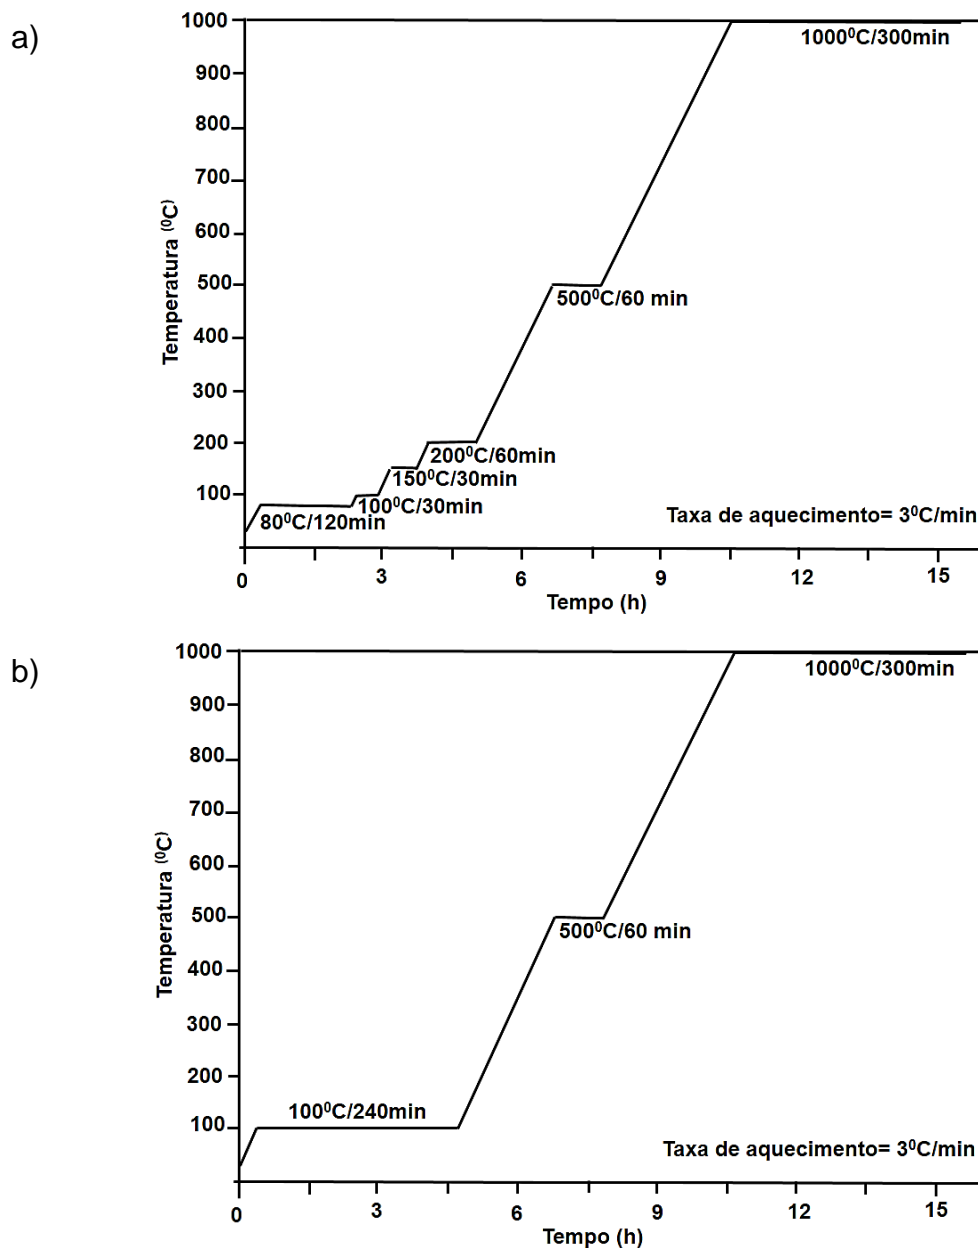 a)
Temperatura (⁰C)
1000
900
800
700
600
500
400
300
200
100
1000⁰C/300min
500⁰C/60 min
200⁰C/60min
150⁰C/30min
100⁰C/30min
80⁰C/120min
Taxa de aquecimento= 3⁰C/min
0 3 6 9 12 15
Tempo (h)
b)
Temperatura (⁰C)
1000
900
800
700
600
500
400
300
200
100
1000⁰C/300min
500⁰C/60 min
100⁰C/240min
Taxa de aquecimento= 3⁰C/min
0 3 6 9 12 15
Tempo (h)